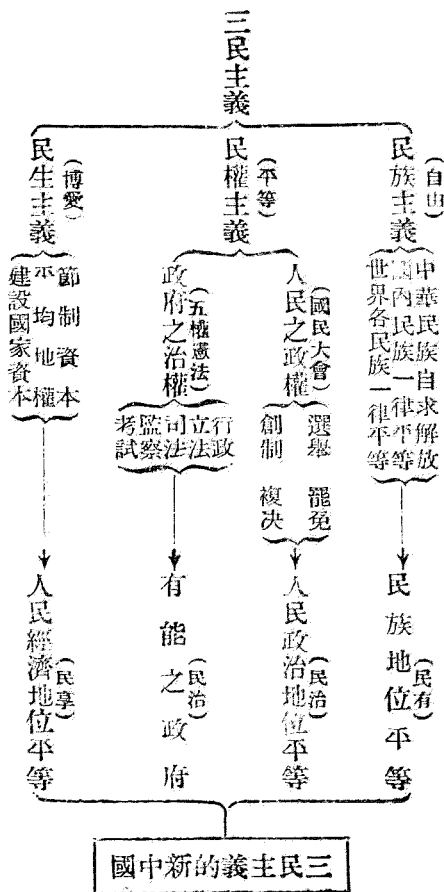 三民主義
(自由)
民族主義
中華民族自求解放
國內民族一律平等
世界各民族一律平等
(民有)
民族地位平等
(平等)
民權主義
(國民大會)
人民之政權
選舉 罷免
創制 複決
(民治)
人民政治地位平等
(五權憲法)
政府之治權
行政
立法
司法
監察
考試
(民治)
有能之政府
(博愛)
民生主義
節制資本
平均地權
建設國家資本
(民享)
人民經濟地位平等
三民主義的新中國